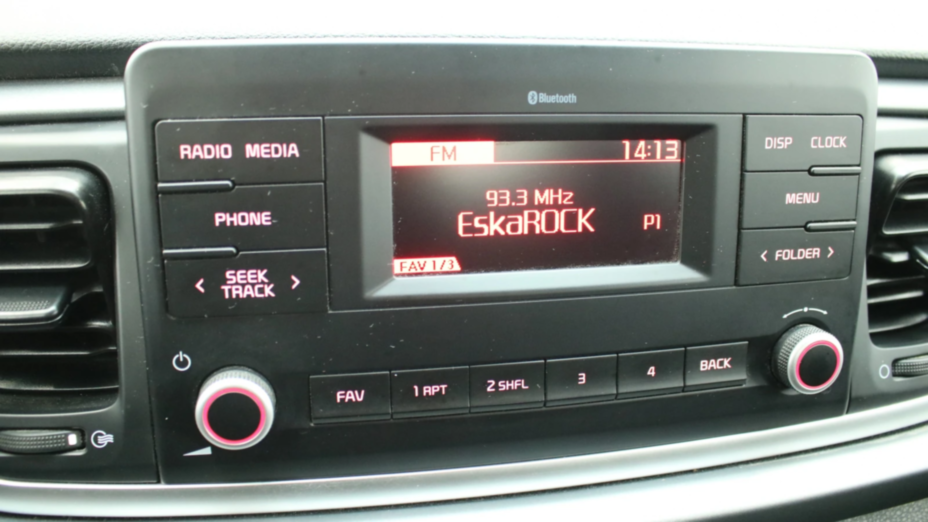 Bluetooth
RADIO MEDIA
PHONE
< SEEK >
TRACK
FM 14:13
93.3 MHz
EskaROCK P1
FAV 1/3
DISP CLOCK
MENU
< FOLDER >
FAV
1 RPT
2 SHFL
3
4
BACK